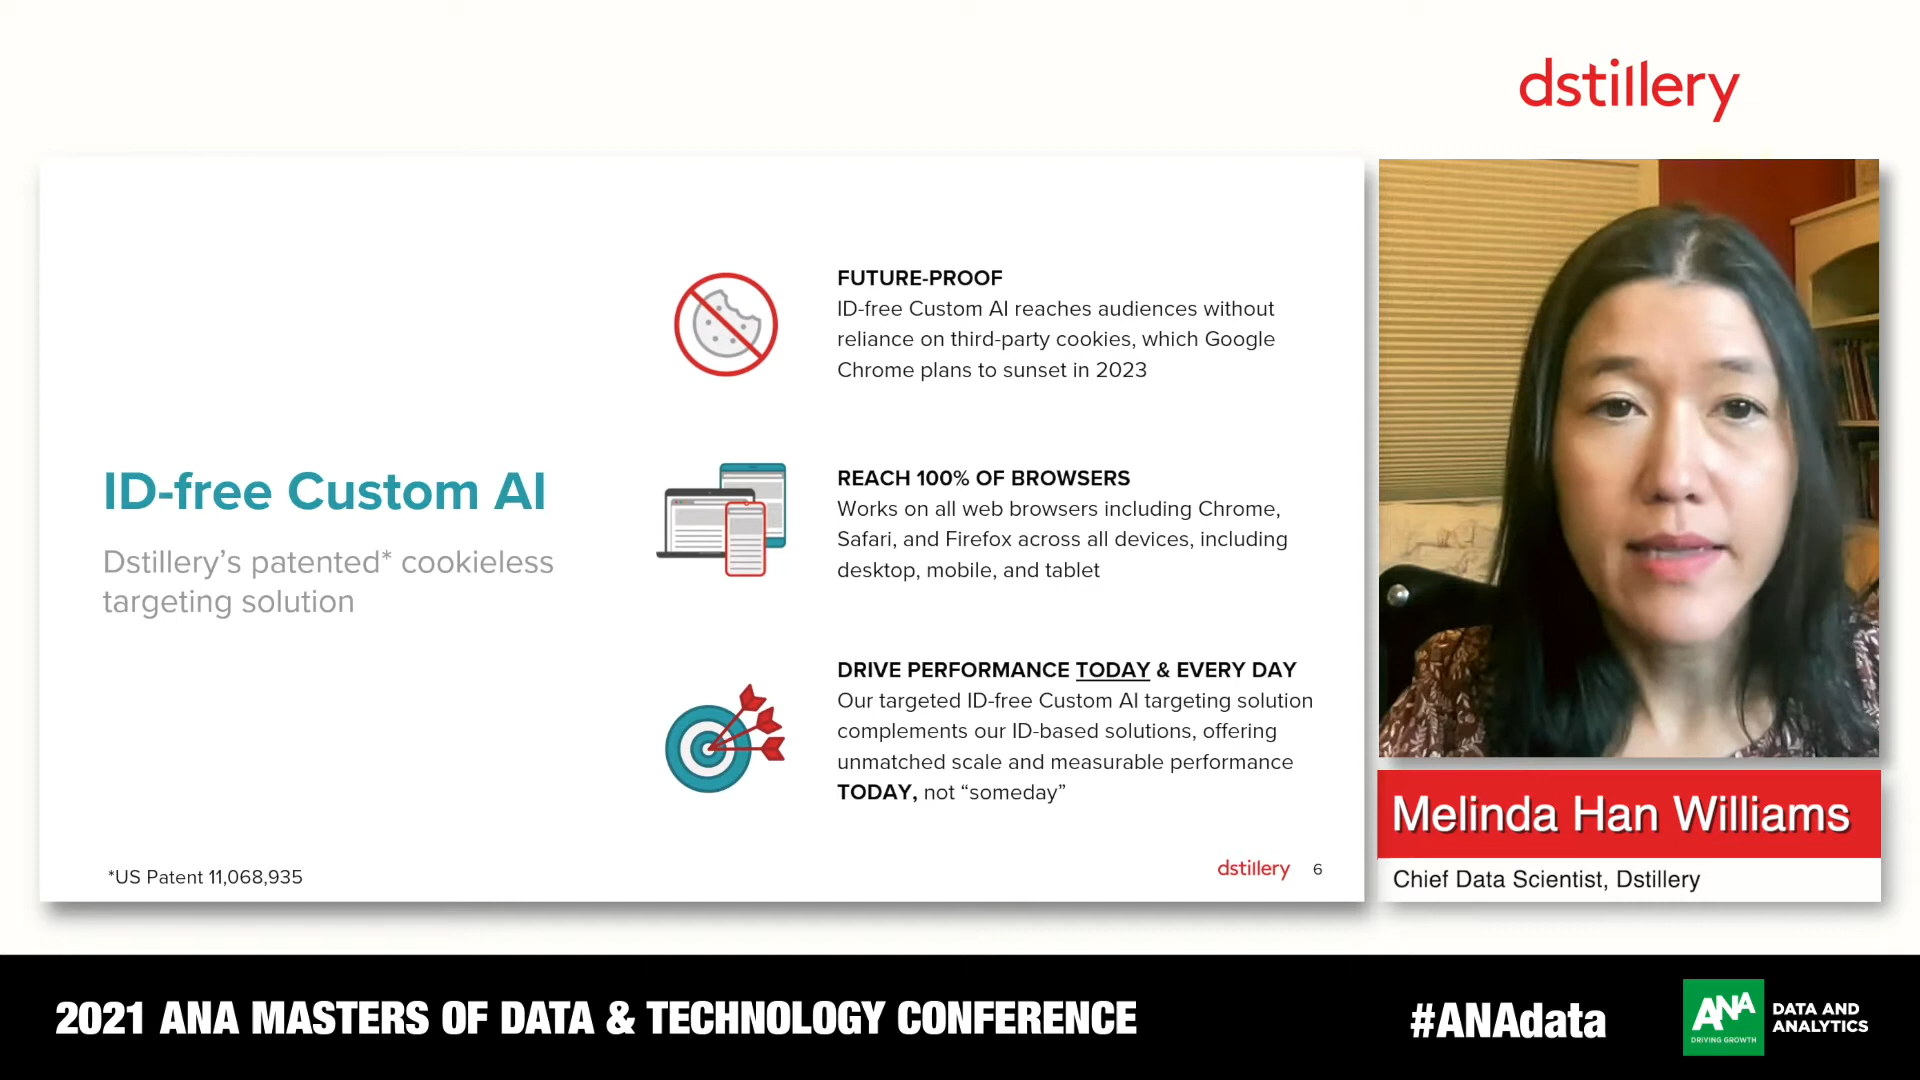 dstillery
FUTURE-PROOF
ID-free Custom AI reaches audiences without
reliance on third-party cookies, which Google
Chrome plans to sunset in 2023
ID-free Custom AI
Dstillery’s patented* cookieless
targeting solution
REACH 100% OF BROWSERS
Works on all web browsers including Chrome,
Safari, and Firefox across all devices, including
desktop, mobile, and tablet
DRIVE PERFORMANCE TODAY & EVERY DAY
Our targeted ID-free Custom AI targeting solution
complements our ID-based solutions, offering
unmatched scale and measurable performance
TODAY, not “someday”
*US Patent 11,068,935
dstillery 6
Melinda Han Williams
Chief Data Scientist, Dstillery
2021 ANA MASTERS OF DATA & TECHNOLOGY CONFERENCE
#ANAdata
ANA
DRIVING GROWTH
DATA AND
ANALYTICS